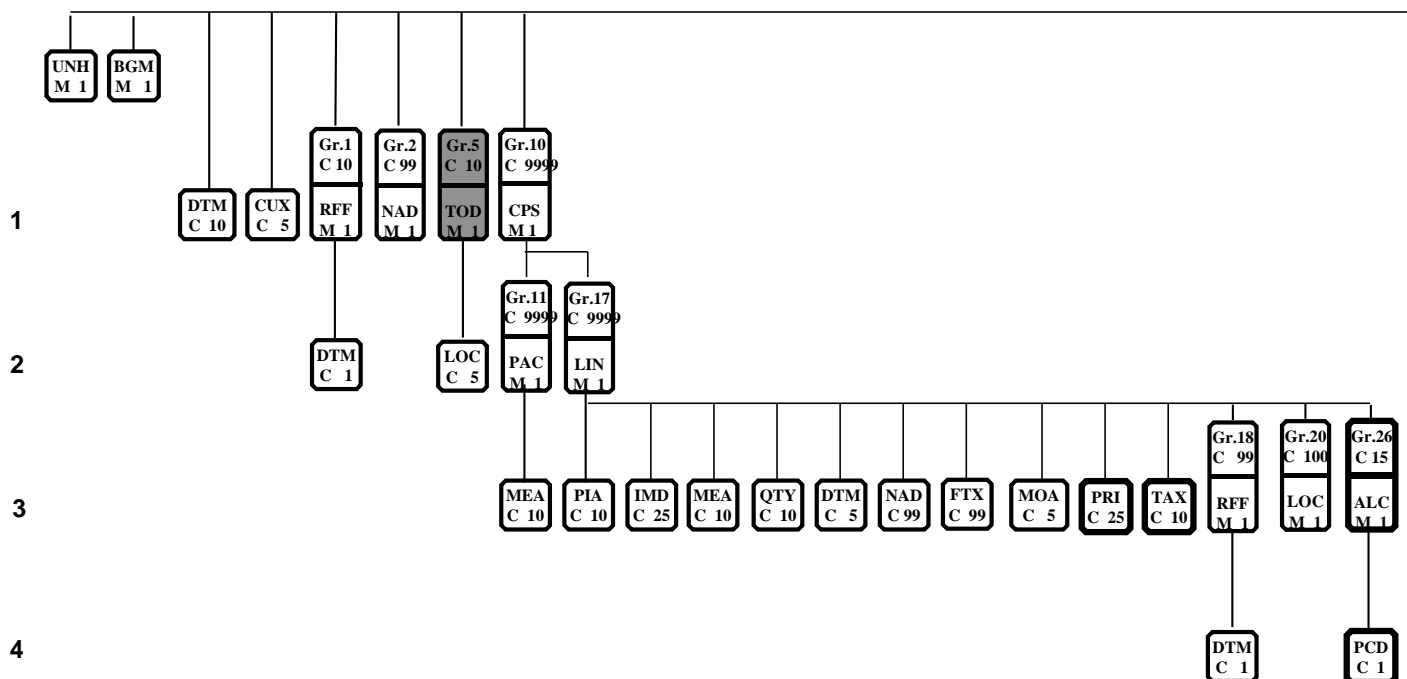 UNH BGM
M 1 M 1
Gr.1 Gr.2 Gr.5 Gr.10
C 10 C 99 C 10 C 9999
1
DTM CUX RFF NAD TOD CPS
C 10 C 5 M 1 M 1 M 1 M 1
Gr.11 Gr.17
C 9999 C 9999
2
DTM LOC PAC LIN
C 1 C 5 M 1 M 1
Gr.18 Gr.20 Gr.26
C 99 C 100 C 15
3
MEA PIA IMD MEA QTY DTM NAD FTX MOA PRI TAX RFF LOC ALC
C 10 C 10 C 25 C 10 C 10 C 5 C 99 C 99 C 5 C 25 C 10 M 1 M 1 M 1
4
DTM PCD
C 1 C 1